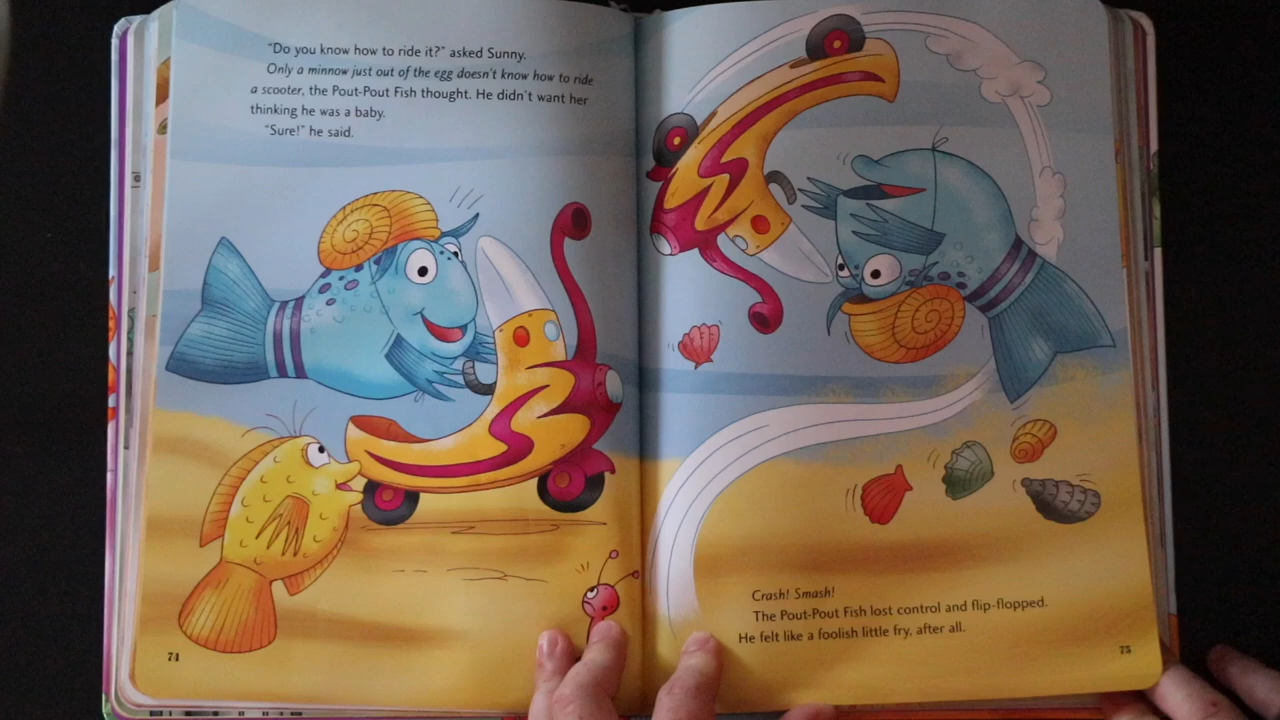 "Do you know how to ride it?" asked Sunny.
Only a minnow just out of the egg doesn't know how to ride
a scooter, the Pout-Pout Fish thought. He didn't want her
thinking he was a baby.
"Sure!" he said.
74
Crash! Smash!
The Pout-Pout Fish lost control and flip-flopped.
He felt like a foolish little fry, after all.
75